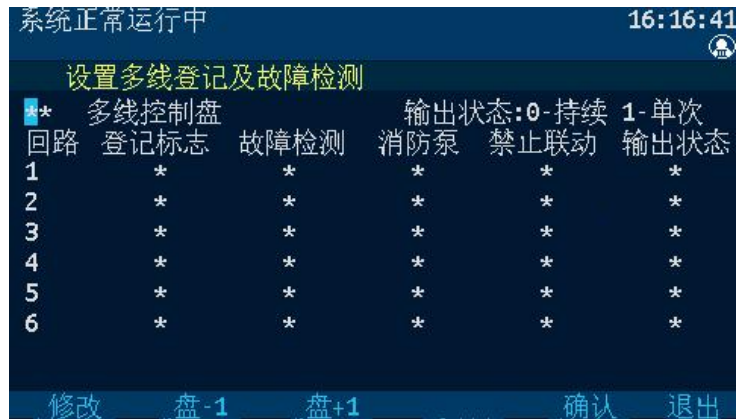 系统正常运行中 16:16:41
设置多线登记及故障检测
** 多线控制盘 输出状态:0-持续 1-单次
回路 登记标志 故障检测 消防泵 禁止联动 输出状态
1 * * * * *
2 * * * * *
3 * * * * *
4 * * * * *
5 * * * * *
6 * * * * *
修改 盘-1 盘+1 确认 退出